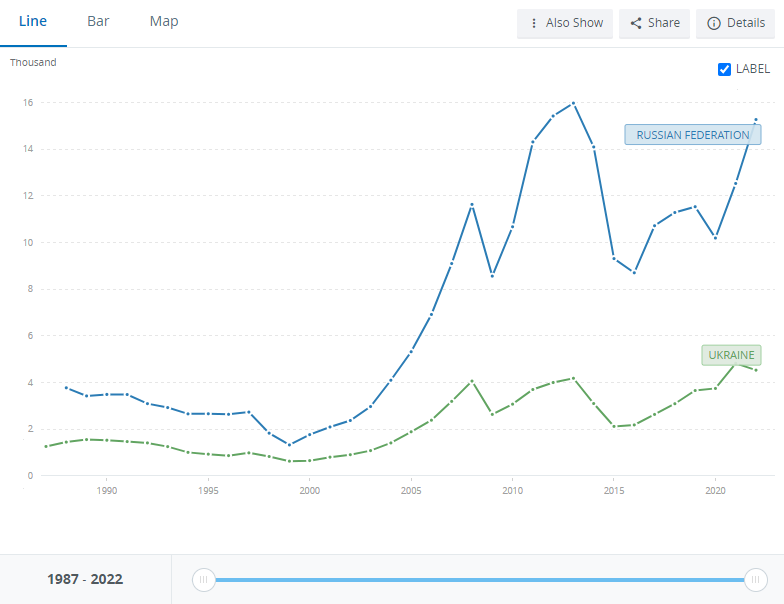 Line Bar Map Also Show Share Details
Thousand
LABEL
16
14
12
10
8
6
4
2
0
RUSSIAN FEDERATION
UKRAINE
1990 1995 2000 2005 2010 2015 2020
1987 - 2022